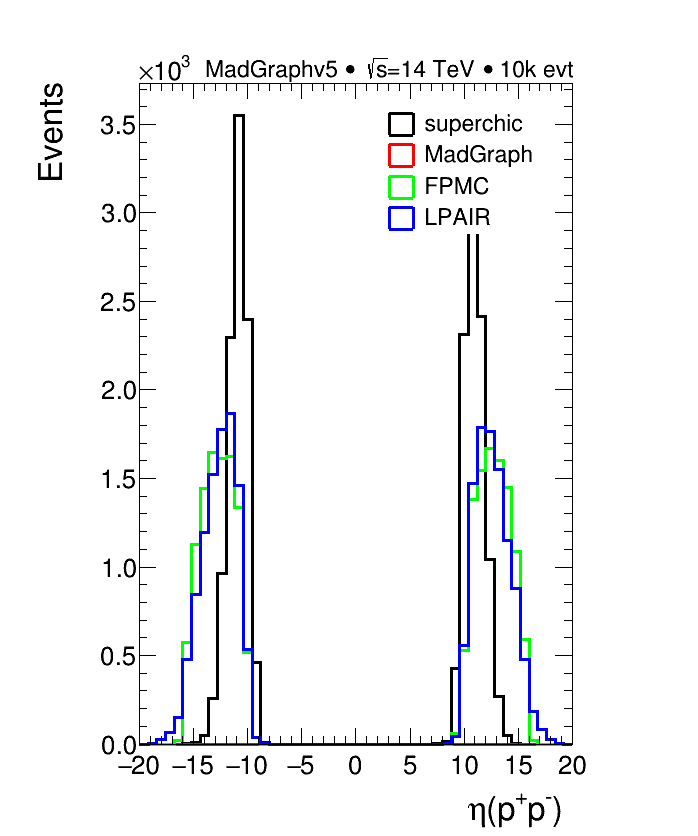 ×10³ MadGraphv5 • √s=14 TeV • 10k evt
Events
superchic
MadGraph
FPMC
LPAIR
3.5
3.0
2.5
2.0
1.5
1.0
0.5
0.0
−20 −15 −10 −5 0 5 10 15 20
η(p⁺p⁻)